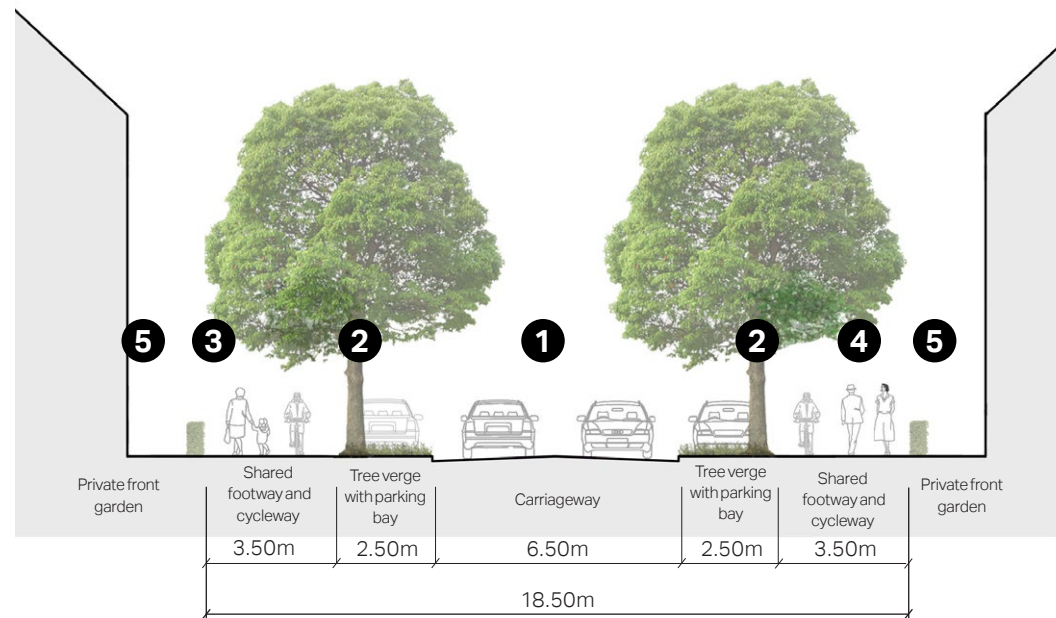 5
3
2
1
2
4
5
Private front
garden
Shared
footway and
cycleway
Tree verge
with parking
bay
Carriageway
Tree verge
with parking
bay
Shared
footway and
cycleway
Private front
garden
3.50m
2.50m
6.50m
2.50m
3.50m
18.50m